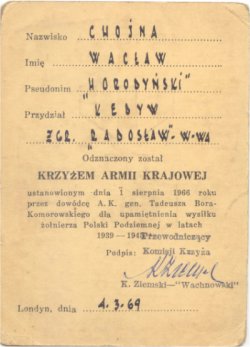 Nazwisko CHOJNA
Imię WACŁAW
Pseudonim "HORODYŃSKI"
Przydział "KEDYW"
ZGR. "RADOSŁAW"-W-WA
Odznaczony został
KRZYŻEM ARMII KRAJOWEJ
ustanowionym dnia 1 sierpnia 1966 roku
przez dowódcę A.K. gen. Tadeusza Bora-
Komorowskiego dla upamiętnienia wysiłku
żołnierza Polski Podziemnej w latach
1939 — Przewodniczący
Podpis: Komisji Krzyża
K. Ziemski—"Wachnowski"
Londyn, dnia 4.3.69